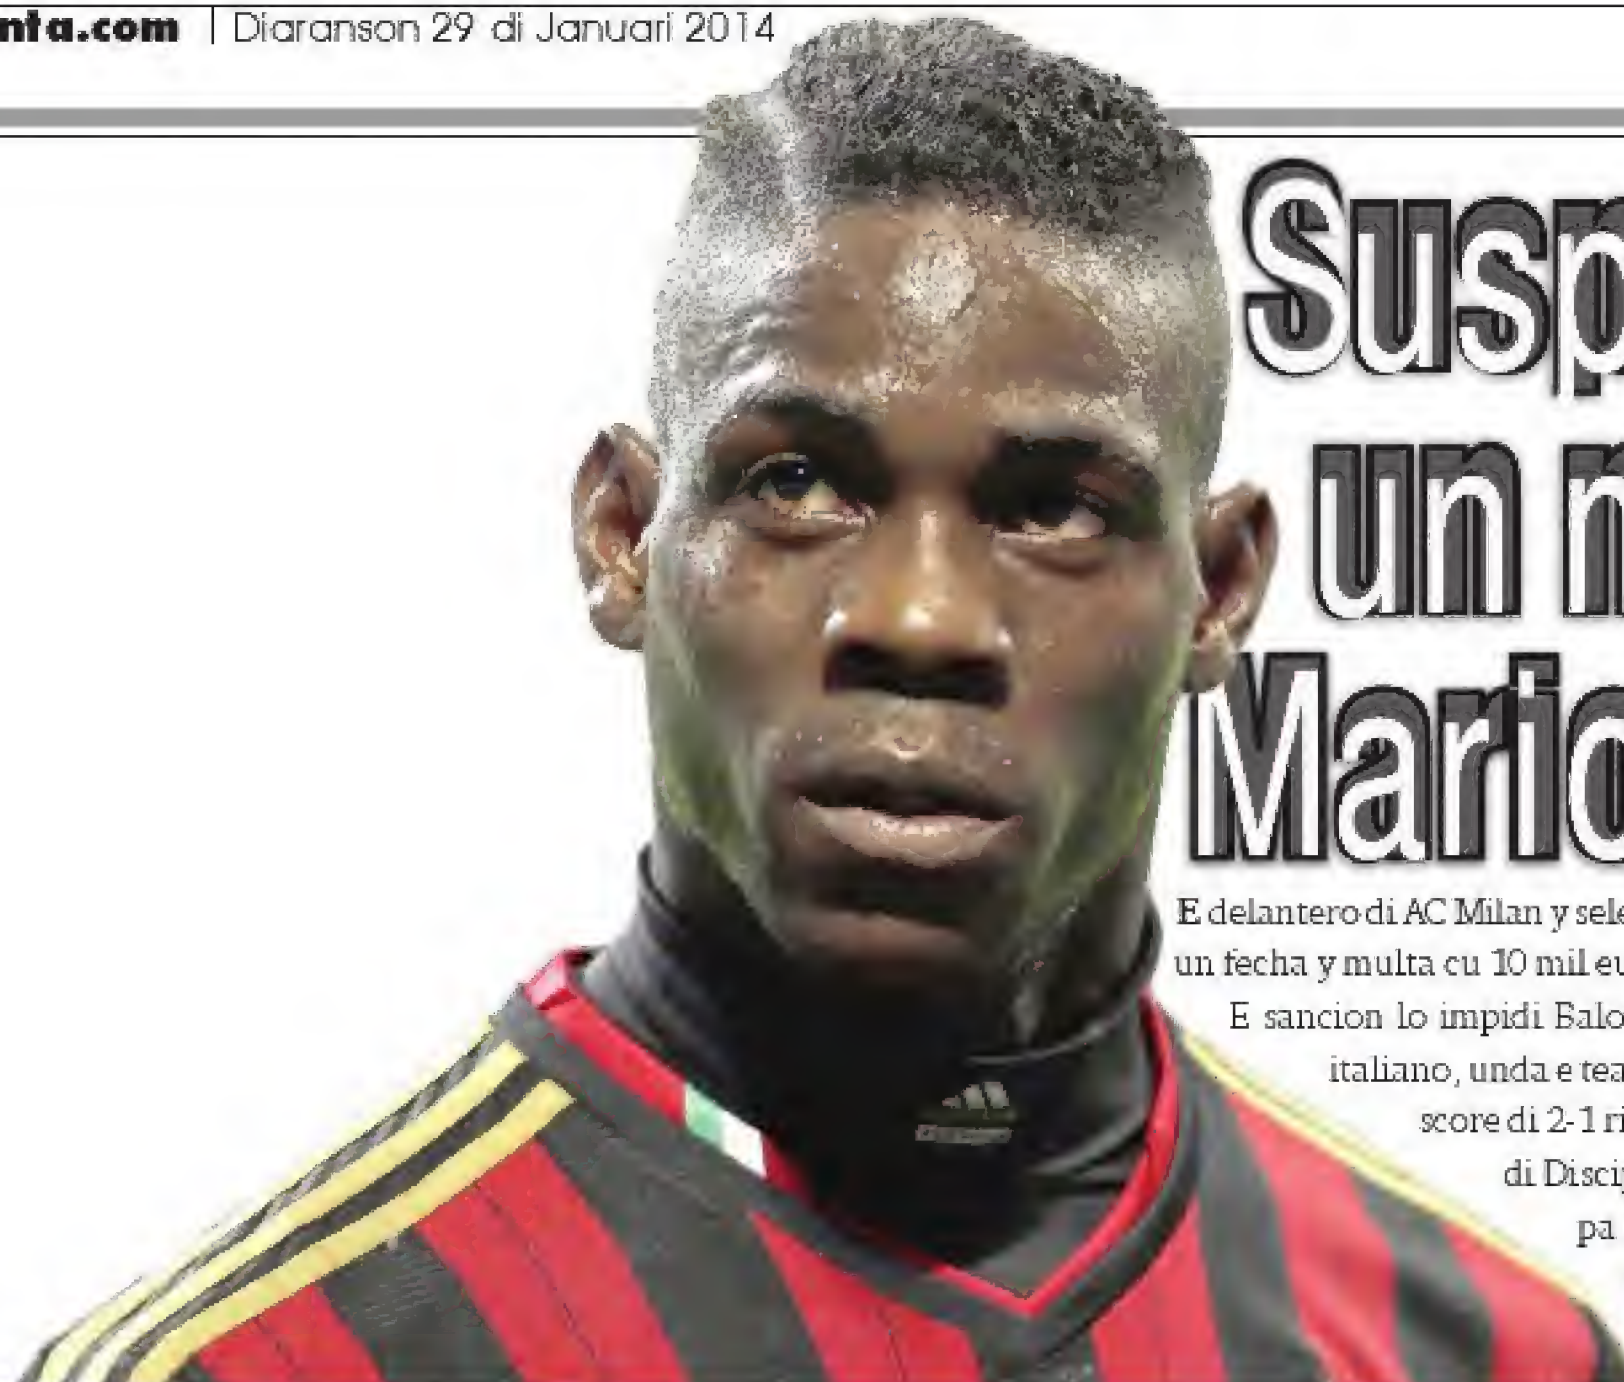 nta.com | Diaranson 29 di Januari 2014
Susp
un
Mario
E delantero di AC Milan y sele
un fecha y multa cu 10 mil eu
E sancion lo impidi Balo
italiano, unda e tea
score di 2-1 ri
di Discip
pa